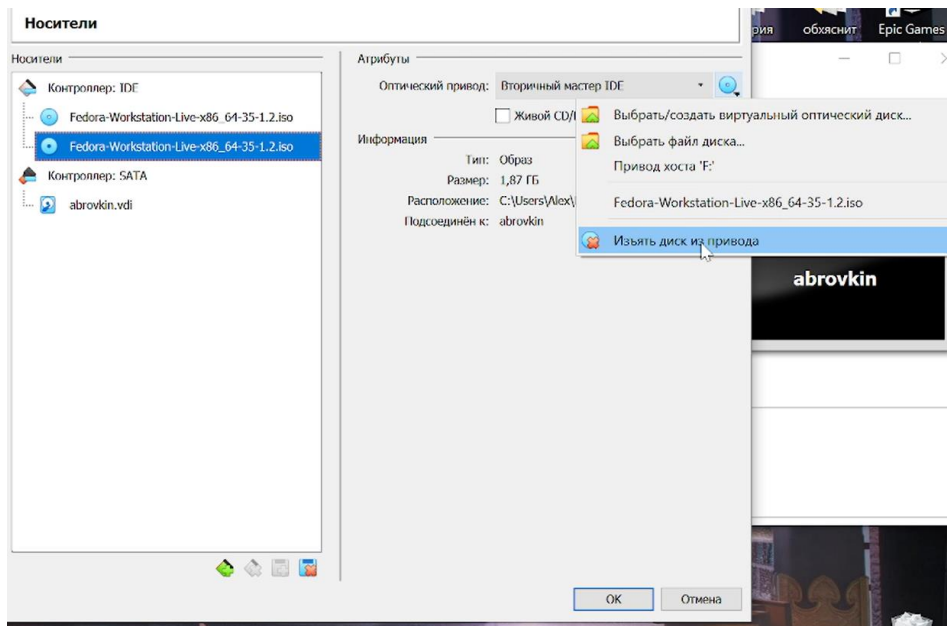 Носители
Носители
Контроллер: IDE
Fedora-Workstation-Live-x86_64-35-1.2.iso
Fedora-Workstation-Live-x86_64-35-1.2.iso
Контроллер: SATA
abrovkin.vdi
Атрибуты
Оптический привод: Вторичный мастер IDE
Живой CD/
Информация
Тип: Образ
Размер: 1,87 ГБ
Расположение: C:\Users\Alex\
Подсоединён к: abrovkin
Выбрать/создать виртуальный оптический диск...
Выбрать файл диска...
Привод хоста 'F:'
Fedora-Workstation-Live-x86_64-35-1.2.iso
Изъять диск из привода
OK
Отмена
обхяснит Epic Games
abrovkin